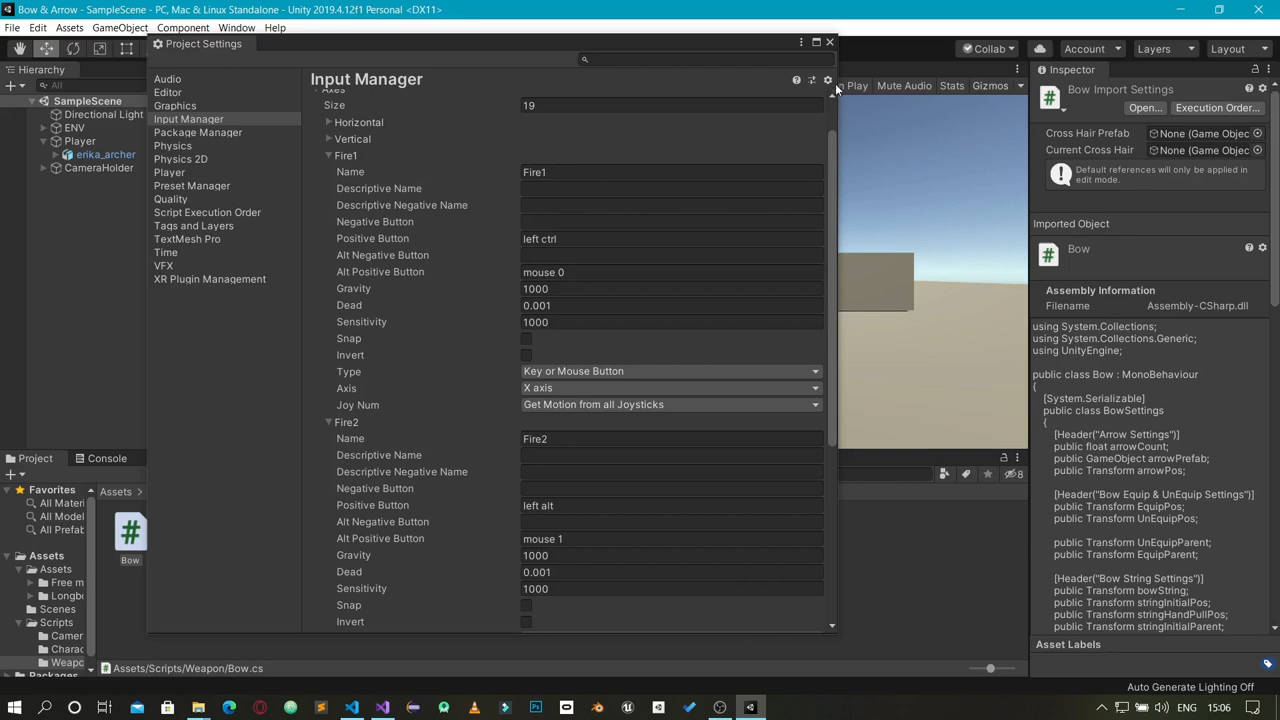 Bow & Arrow - SampleScene - PC, Mac & Linux Standalone - Unity 2019.4.12f1 Personal <DX11>
File Edit Assets GameObject Component Window Help
Collab
Account
Layers
Layout
Hierarchy
All
SampleScene
Directional Light
ENV
Player
erika_archer
CameraHolder
Project Settings
Audio
Editor
Graphics
Input Manager
Package Manager
Physics
Physics 2D
Player
Preset Manager
Quality
Script Execution Order
Tags and Layers
TextMesh Pro
Time
VFX
XR Plugin Management
Input Manager
Size 19
Horizontal
Vertical
Fire1
Name Fire1
Descriptive Name
Descriptive Negative Name
Negative Button
Positive Button left ctrl
Alt Negative Button
Alt Positive Button mouse 0
Gravity 1000
Dead 0.001
Sensitivity 1000
Snap
Invert
Type Key or Mouse Button
Axis X axis
Joy Num Get Motion from all Joysticks
Fire2
Name Fire2
Descriptive Name
Descriptive Negative Name
Negative Button
Positive Button left alt
Alt Negative Button
Alt Positive Button mouse 1
Gravity 1000
Dead 0.001
Sensitivity 1000
Snap
Invert
Play Mute Audio Stats Gizmos
8
Inspector
Bow Import Settings
Open... Execution Order...
Cross Hair Prefab None (Game Objec
Current Cross Hair None (Game Objec
Default references will only be applied in
edit mode.
Imported Object
Bow
Assembly Information
Filename Assembly-CSharp.dll
using System.Collections;
using System.Collections.Generic;
using UnityEngine;
public class Bow : MonoBehaviour
{
[System.Serializable]
public class BowSettings
{
[Header("Arrow Settings")]
public float arrowCount;
public GameObject arrowPrefab;
public Transform arrowPos;
[Header("Bow Equip & UnEquip Settings")]
public Transform EquipPos;
public Transform UnEquipPos;
public Transform UnEquipParent;
public Transform EquipParent;
[Header("Bow String Settings")]
public Transform bowString;
public Transform stringInitialPos;
public Transform stringHandPullPos;
public Transform stringInitialParent;
Asset Labels
Auto Generate Lighting Off
Project Console
Favorites
All Materi
All Model
All Prefab
Assets
Assets
Free m
Longb
Scenes
Scripts
Camer
Charac
Weapo
Packages
Assets
Bow
Assets/Scripts/Weapon/Bow.cs
ENG 15:06